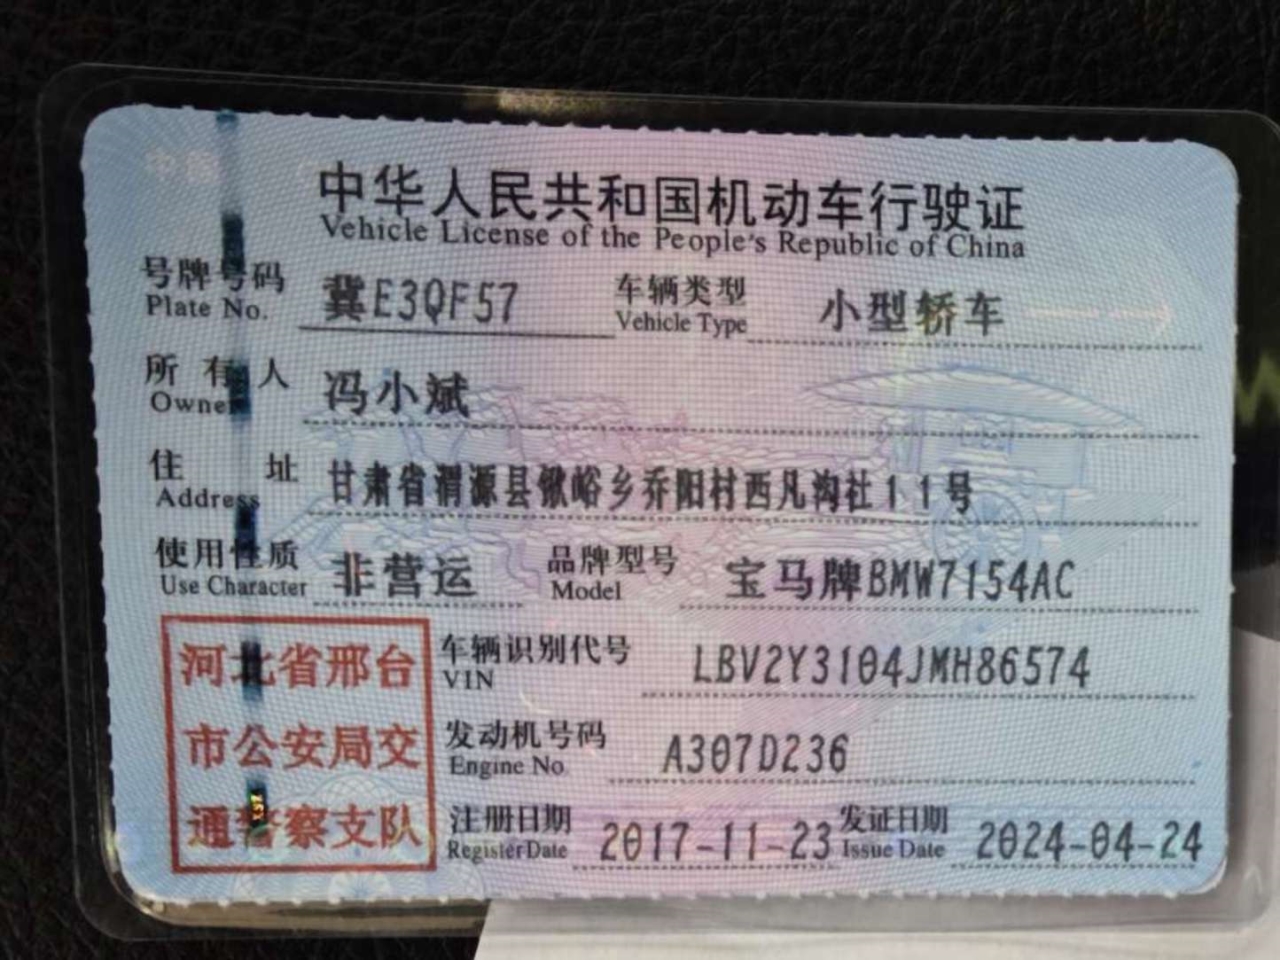 中华人民共和国机动车行驶证
Vehicle License of the People's Republic of China
号牌号码 冀E3QF57 车辆类型 小型轿车
Plate No. Vehicle Type
所有人 冯小斌
Owner
住址 甘肃省渭源县锹峪乡乔阳村西凡沟社11号
Address
使用性质 非营运 品牌型号 宝马牌BMW7154AC
Use Character Model
河北省邢台
市公安局交
通警察支队
车辆识别代号 LBV2Y3104JMH86574
VIN
发动机号码 A307D236
Engine No.
注册日期 2017-11-23 发证日期 2024-04-24
Register Date Issue Date